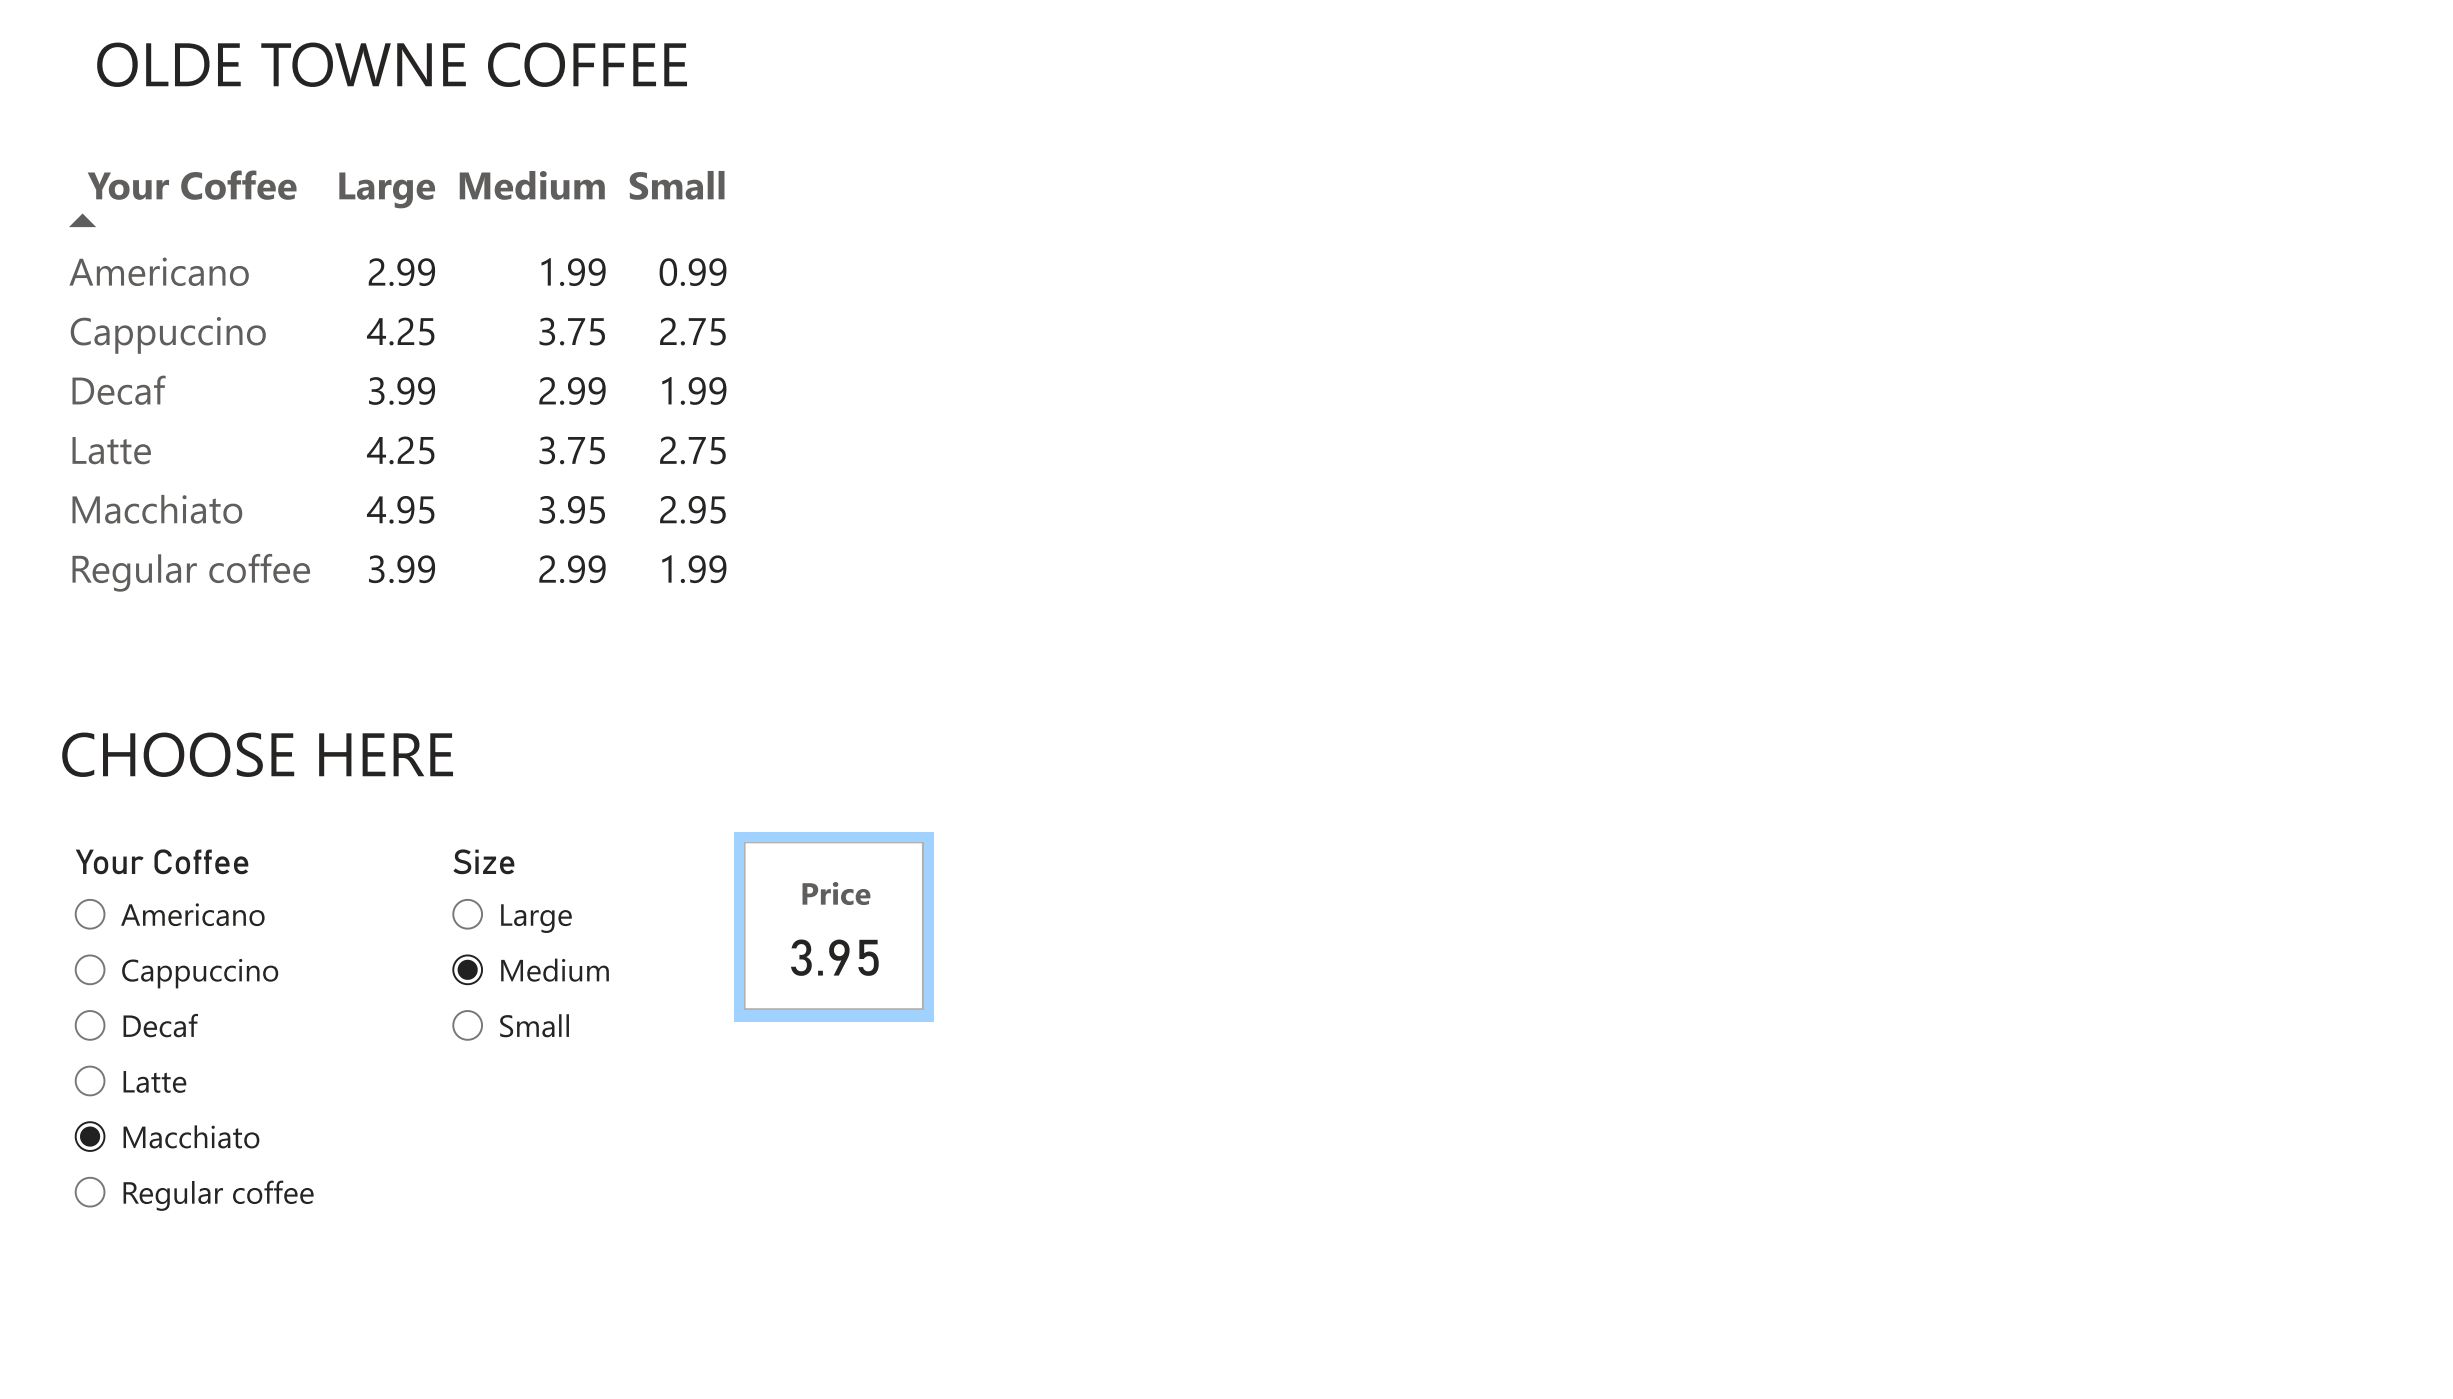 OLDE TOWNE COFFEE
Your Coffee Large Medium Small
Americano 2.99 1.99 0.99
Cappuccino 4.25 3.75 2.75
Decaf 3.99 2.99 1.99
Latte 4.25 3.75 2.75
Macchiato 4.95 3.95 2.95
Regular coffee 3.99 2.99 1.99
CHOOSE HERE
Your Coffee
Americano
Cappuccino
Decaf
Latte
Macchiato
Regular coffee
Size
Large
Medium
Small
Price
3.95